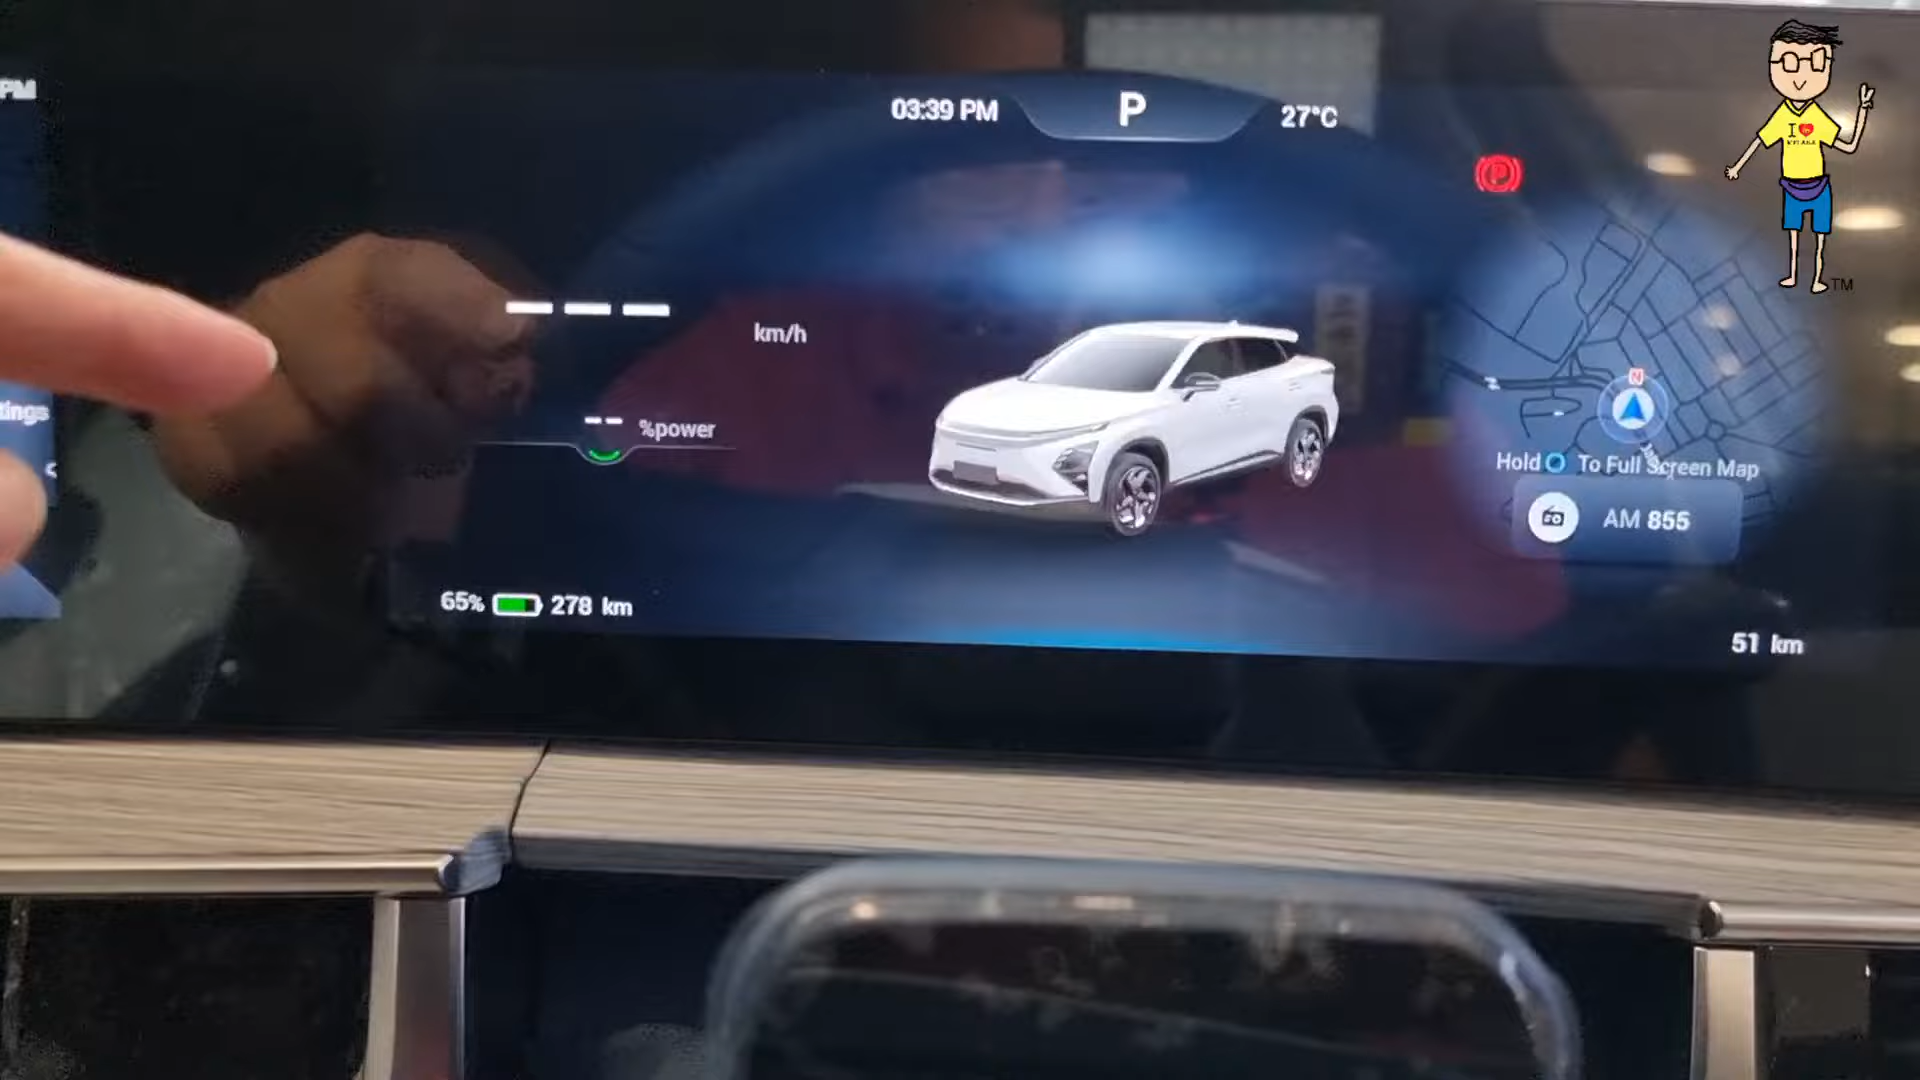 PM
03:39 PM
P
27°C
P
km/h
%power
tings
N
Hold To Full Screen Map
AM 855
65% 278 km
51 km
I
TM